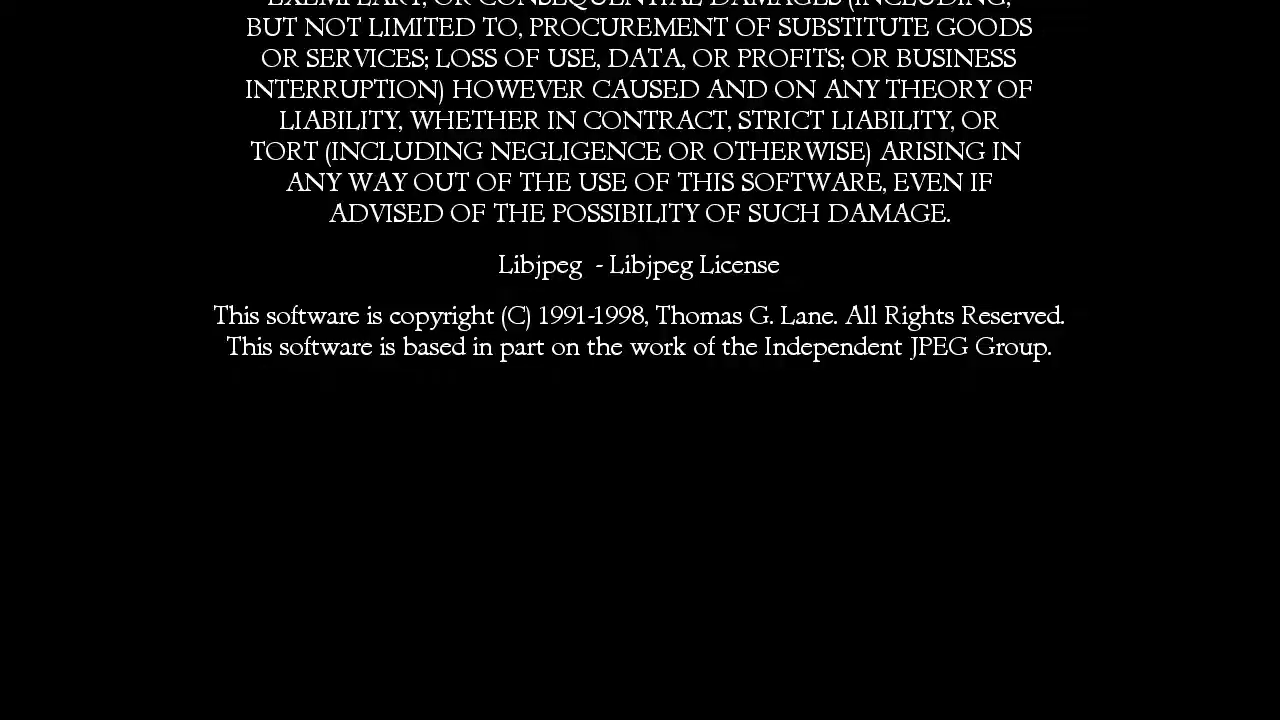 EXEMPLARY, OR CONSEQUENTIAL DAMAGES (INCLUDING,
BUT NOT LIMITED TO, PROCUREMENT OF SUBSTITUTE GOODS
OR SERVICES; LOSS OF USE, DATA, OR PROFITS; OR BUSINESS
INTERRUPTION) HOWEVER CAUSED AND ON ANY THEORY OF
LIABILITY, WHETHER IN CONTRACT, STRICT LIABILITY, OR
TORT (INCLUDING NEGLIGENCE OR OTHERWISE) ARISING IN
ANY WAY OUT OF THE USE OF THIS SOFTWARE, EVEN IF
ADVISED OF THE POSSIBILITY OF SUCH DAMAGE.
Libjpeg  - Libjpeg License
This software is copyright (C) 1991-1998, Thomas G. Lane. All Rights Reserved.
This software is based in part on the work of the Independent JPEG Group.